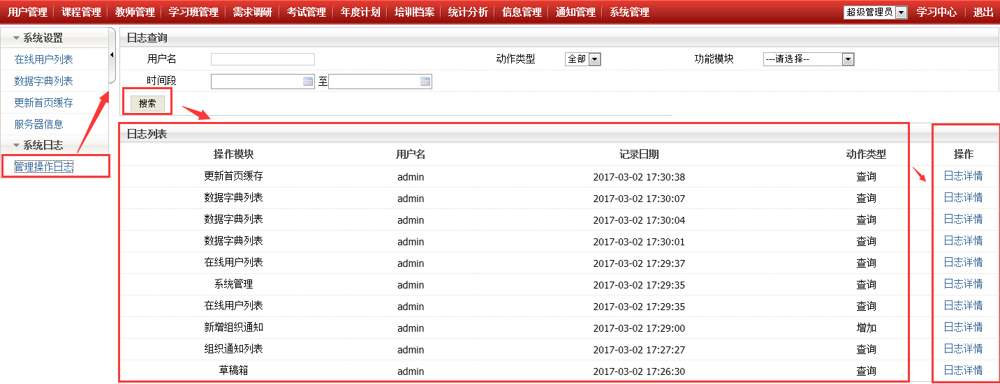 用户管理 课程管理 教师管理 学习班管理 需求调研 考试管理 年度计划 培训档案 统计分析 信息管理 通知管理 系统管理 超级管理员 学习中心 退出
系统设置
在线用户列表
数据字典列表
更新首页缓存
服务器信息
系统日志
管理操作日志
日志查询
用户名 动作类型 全部 功能模块 ---请选择--
时间段 至
搜索
日志列表
操作模块 用户名 记录日期 动作类型 操作
更新首页缓存 admin 2017-03-02 17:30:38 查询 日志详情
数据字典列表 admin 2017-03-02 17:30:07 查询 日志详情
数据字典列表 admin 2017-03-02 17:30:04 查询 日志详情
数据字典列表 admin 2017-03-02 17:30:01 查询 日志详情
在线用户列表 admin 2017-03-02 17:29:37 查询 日志详情
系统管理 admin 2017-03-02 17:29:35 查询 日志详情
在线用户列表 admin 2017-03-02 17:29:35 查询 日志详情
新增组织通知 admin 2017-03-02 17:29:00 增加 日志详情
组织通知列表 admin 2017-03-02 17:27:27 查询 日志详情
草稿箱 admin 2017-03-02 17:26:30 查询 日志详情